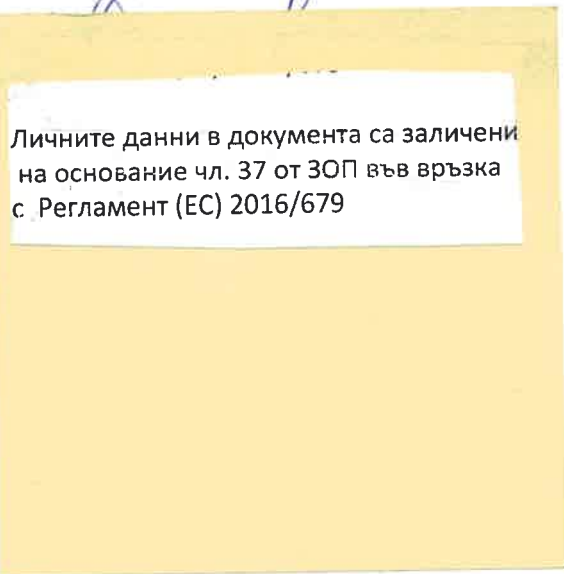 Личните данни в документа са заличени
на основание чл. 37 от ЗОП във връзка
с Регламент (ЕС) 2016/679